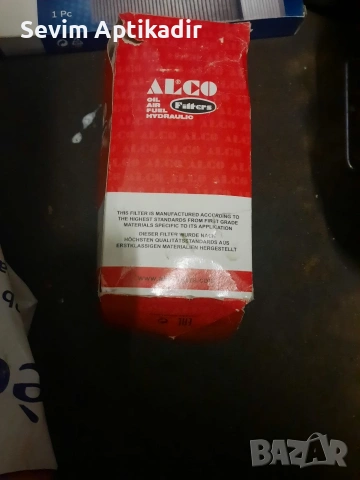 Sevim Aptikadir
1 Pc
ALCO
OIL
AIR
FUEL
HYDRAULIC
Filters
THIS FILTER IS MANUFACTURED ACCORDING TO
THE HIGHEST STANDARDS FROM FIRST GRADE
MATERIALS SPECIFIC TO ITS APPLICATION
DIESER FILTER WURDE NACH
HÖCHSTEN QUALITÄTSSTANDARDS AUS
ERSTKLASSIGEN MATERIALIEN HERGESTELLT
BAZAR